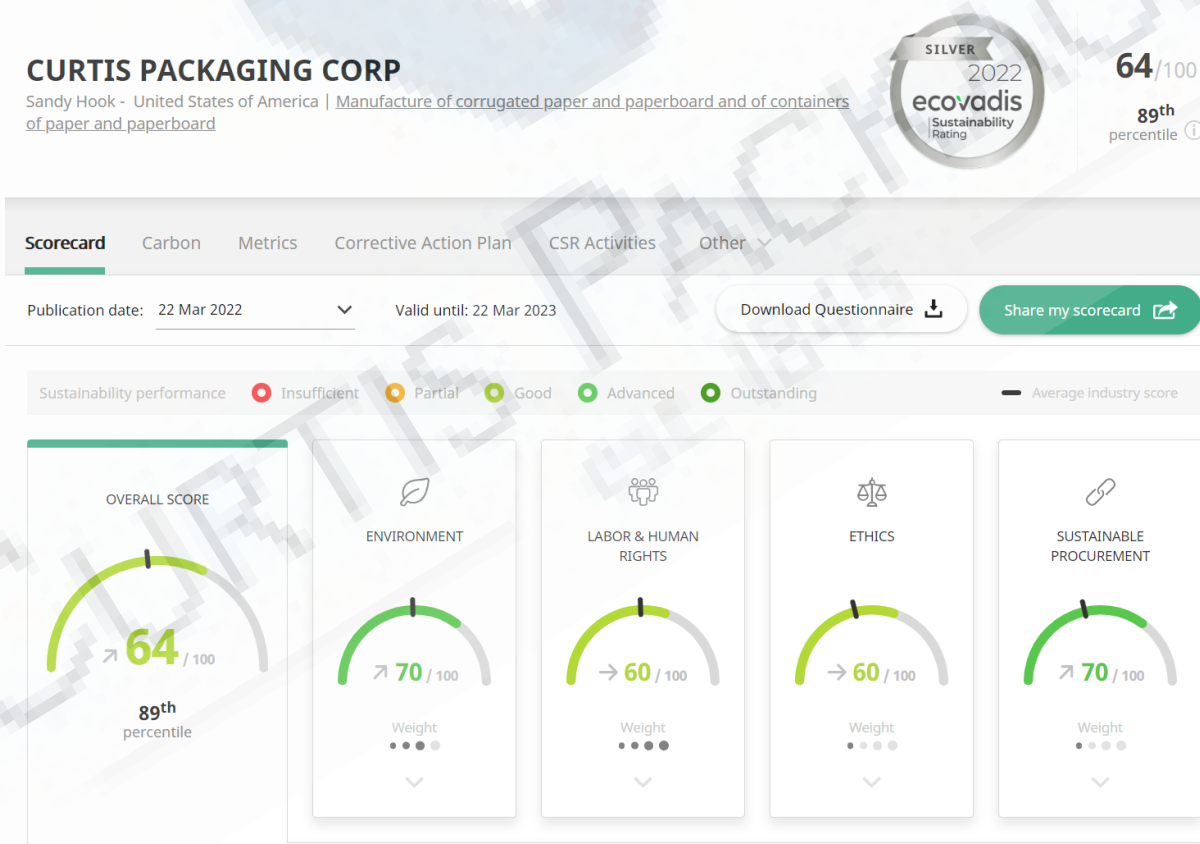 CURTIS PACKAGING CORP
Sandy Hook - United States of America | Manufacture of corrugated paper and paperboard and of containers
of paper and paperboard
SILVER
2022
ecovadis
Sustainability
Rating
64/100
89th
percentile
Scorecard Carbon Metrics Corrective Action Plan CSR Activities Other
Publication date: 22 Mar 2022 Valid until: 22 Mar 2023 Download Questionnaire Share my scorecard
Sustainability performance Insufficient Partial Good Advanced Outstanding Average industry score
OVERALL SCORE
64 / 100
89th
percentile
ENVIRONMENT
70 / 100
Weight
LABOR & HUMAN
RIGHTS
60 / 100
Weight
ETHICS
60 / 100
Weight
SUSTAINABLE
PROCUREMENT
70 / 100
Weight
CURTIS PACKAGING
1845